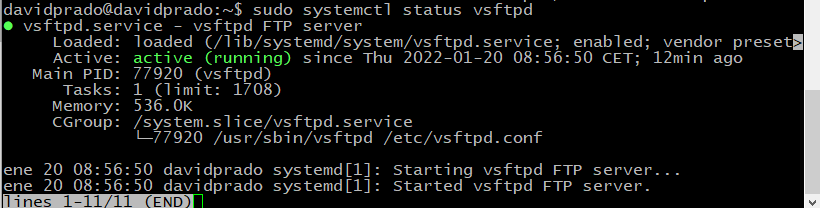 davidprado@davidprado:~$ sudo systemctl status vsftpd
● vsftpd.service - vsftpd FTP server
     Loaded: loaded (/lib/systemd/system/vsftpd.service; enabled; vendor preset>
     Active: active (running) since Thu 2022-01-20 08:56:50 CET; 12min ago
   Main PID: 77920 (vsftpd)
      Tasks: 1 (limit: 1708)
     Memory: 536.0K
     CGroup: /system.slice/vsftpd.service
             └─77920 /usr/sbin/vsftpd /etc/vsftpd.conf

ene 20 08:56:50 davidprado systemd[1]: Starting vsftpd FTP server...
ene 20 08:56:50 davidprado systemd[1]: Started vsftpd FTP server.
lines 1-11/11 (END)